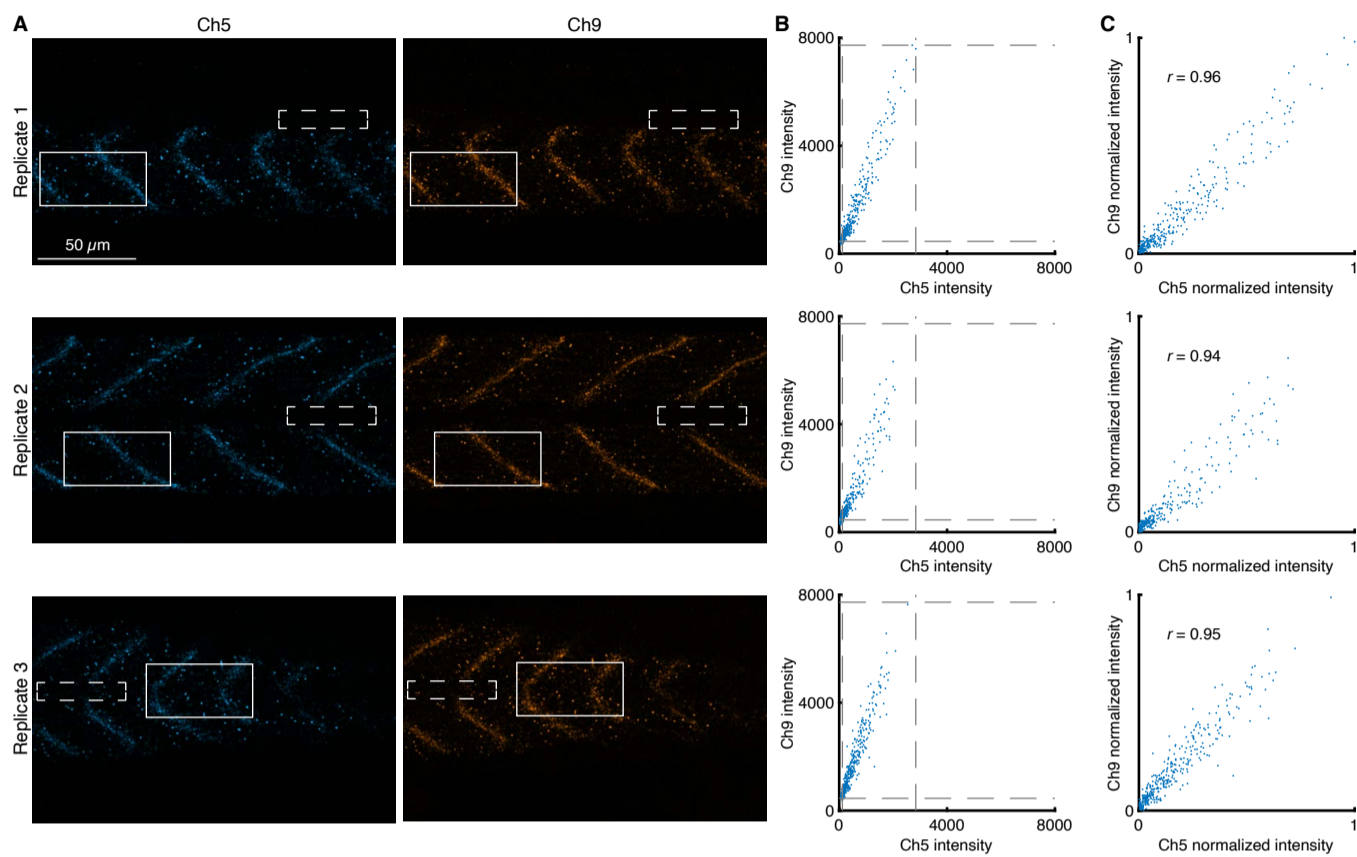 A
Ch5
Ch9
B
C
Replicate 1
50 µm
8000
4000
0
Ch9 intensity
0
4000
8000
Ch5 intensity
1
r = 0.96
Ch9 normalized intensity
0
0
1
Ch5 normalized intensity
Replicate 2
8000
4000
0
Ch9 intensity
0
4000
8000
Ch5 intensity
1
r = 0.94
Ch9 normalized intensity
0
0
1
Ch5 normalized intensity
Replicate 3
8000
4000
0
Ch9 intensity
0
4000
8000
Ch5 intensity
1
r = 0.95
Ch9 normalized intensity
0
0
1
Ch5 normalized intensity